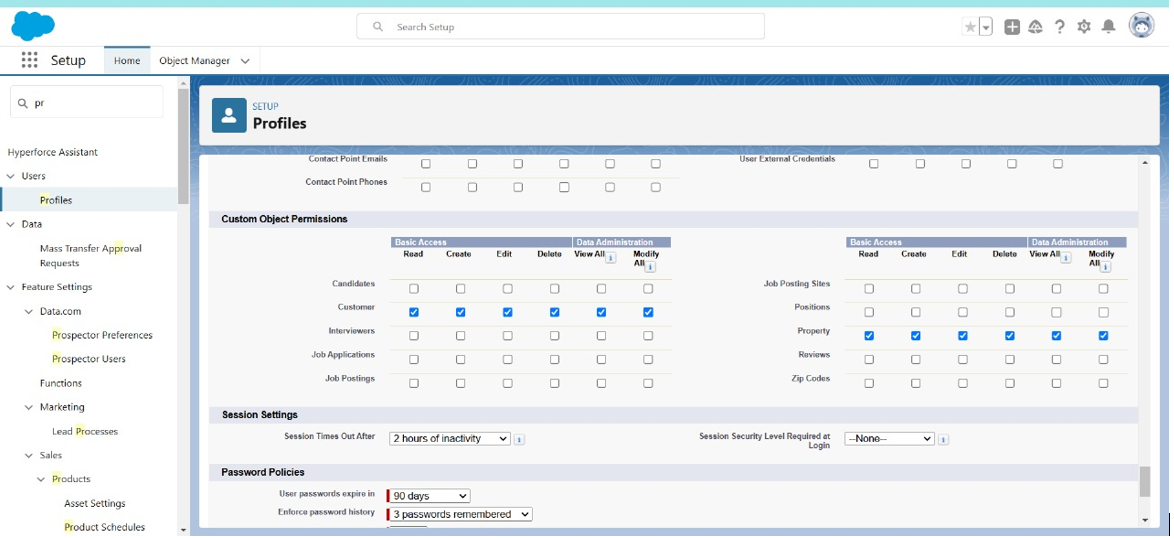 Search Setup
Setup
Home
Object Manager
pr
Hyperforce Assistant
Users
Profiles
Data
Mass Transfer Approval
Requests
Feature Settings
Data.com
Prospector Preferences
Prospector Users
Functions
Marketing
Lead Processes
Sales
Products
Asset Settings
Product Schedules
SETUP
Profiles
Contact Point Emails
User External Credentials
Contact Point Phones
Custom Object Permissions
Basic Access Data Administration
Basic Access Data Administration
Read Create Edit Delete View All Modify
All
Read Create Edit Delete View All Modify
All
Candidates
Job Posting Sites
Customer
Positions
Interviewers
Property
Job Applications
Reviews
Job Postings
Zip Codes
Session Settings
Session Times Out After 2 hours of inactivity
Session Security Level Required at
Login
--None--
Password Policies
User passwords expire in 90 days
Enforce password history 3 passwords remembered